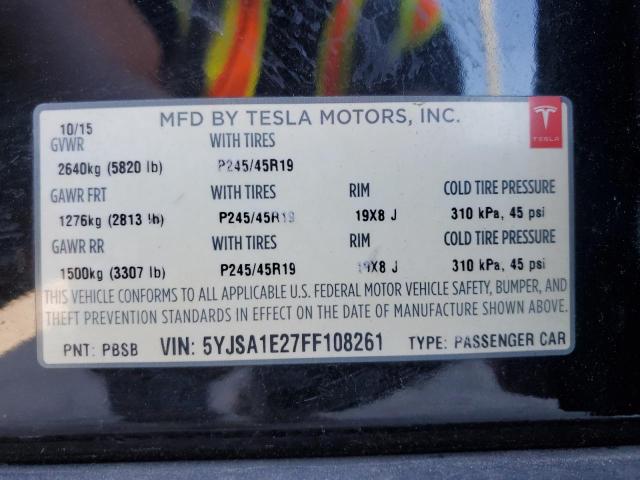 10/15 MFD BY TESLA MOTORS, INC.
TESLA
GVWR WITH TIRES
2640kg (5820 lb) P245/45R19
GAWR FRT WITH TIRES RIM COLD TIRE PRESSURE
1276kg (2813 lb) P245/45R19 19X8 J 310 kPa, 45 psi
GAWR RR WITH TIRES RIM COLD TIRE PRESSURE
1500kg (3307 lb) P245/45R19 19X8 J 310 kPa, 45 psi
THIS VEHICLE CONFORMS TO ALL APPLICABLE U.S. FEDERAL MOTOR VEHICLE SAFETY, BUMPER, AND
THEFT PREVENTION STANDARDS IN EFFECT ON THE DATE OF MANUFACTURE SHOWN ABOVE.
PNT: PBSB VIN: 5YJSA1E27FF108261 TYPE: PASSENGER CAR